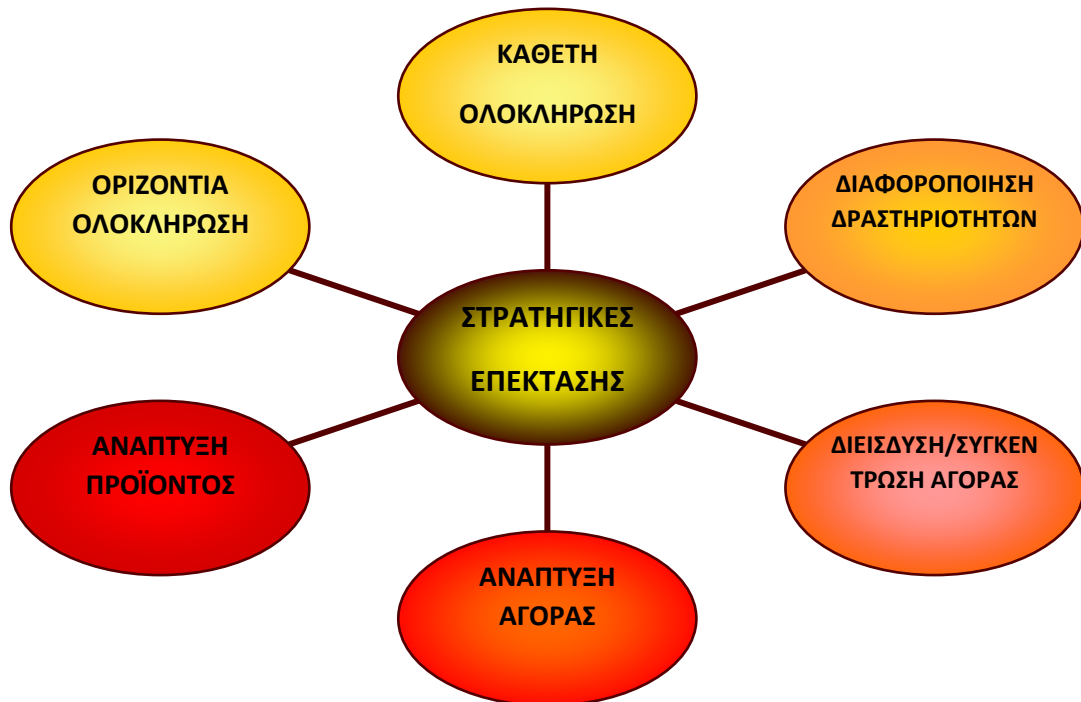 ΚΑΘΕΤΗ
ΟΛΟΚΛΗΡΩΣΗ
ΔΙΑΦΟΡΟΠΟΙΗΣΗ
ΔΡΑΣΤΗΡΙΟΤΗΤΩΝ
ΔΙΕΙΣΔΥΣΗ/ΣΥΓΚΕΝ
ΤΡΩΣΗ ΑΓΟΡΑΣ
ΑΝΑΠΤΥΞΗ
ΑΓΟΡΑΣ
ΑΝΑΠΤΥΞΗ
ΠΡΟΪΟΝΤΟΣ
ΟΡΙΖΟΝΤΙΑ
ΟΛΟΚΛΗΡΩΣΗ
ΣΤΡΑΤΗΓΙΚΕΣ
ΕΠΕΚΤΑΣΗΣ